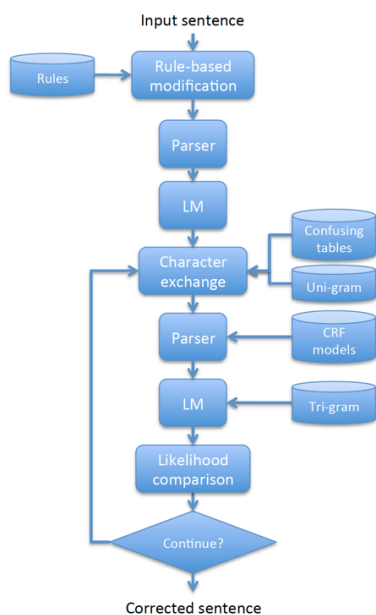 Input sentence
Rules
Rule-based
modification
Parser
LM
Confusing
tables
Character
exchange
Uni-gram
Parser
CRF
models
LM
Tri-gram
Likelihood
comparison
Continue?
Corrected sentence